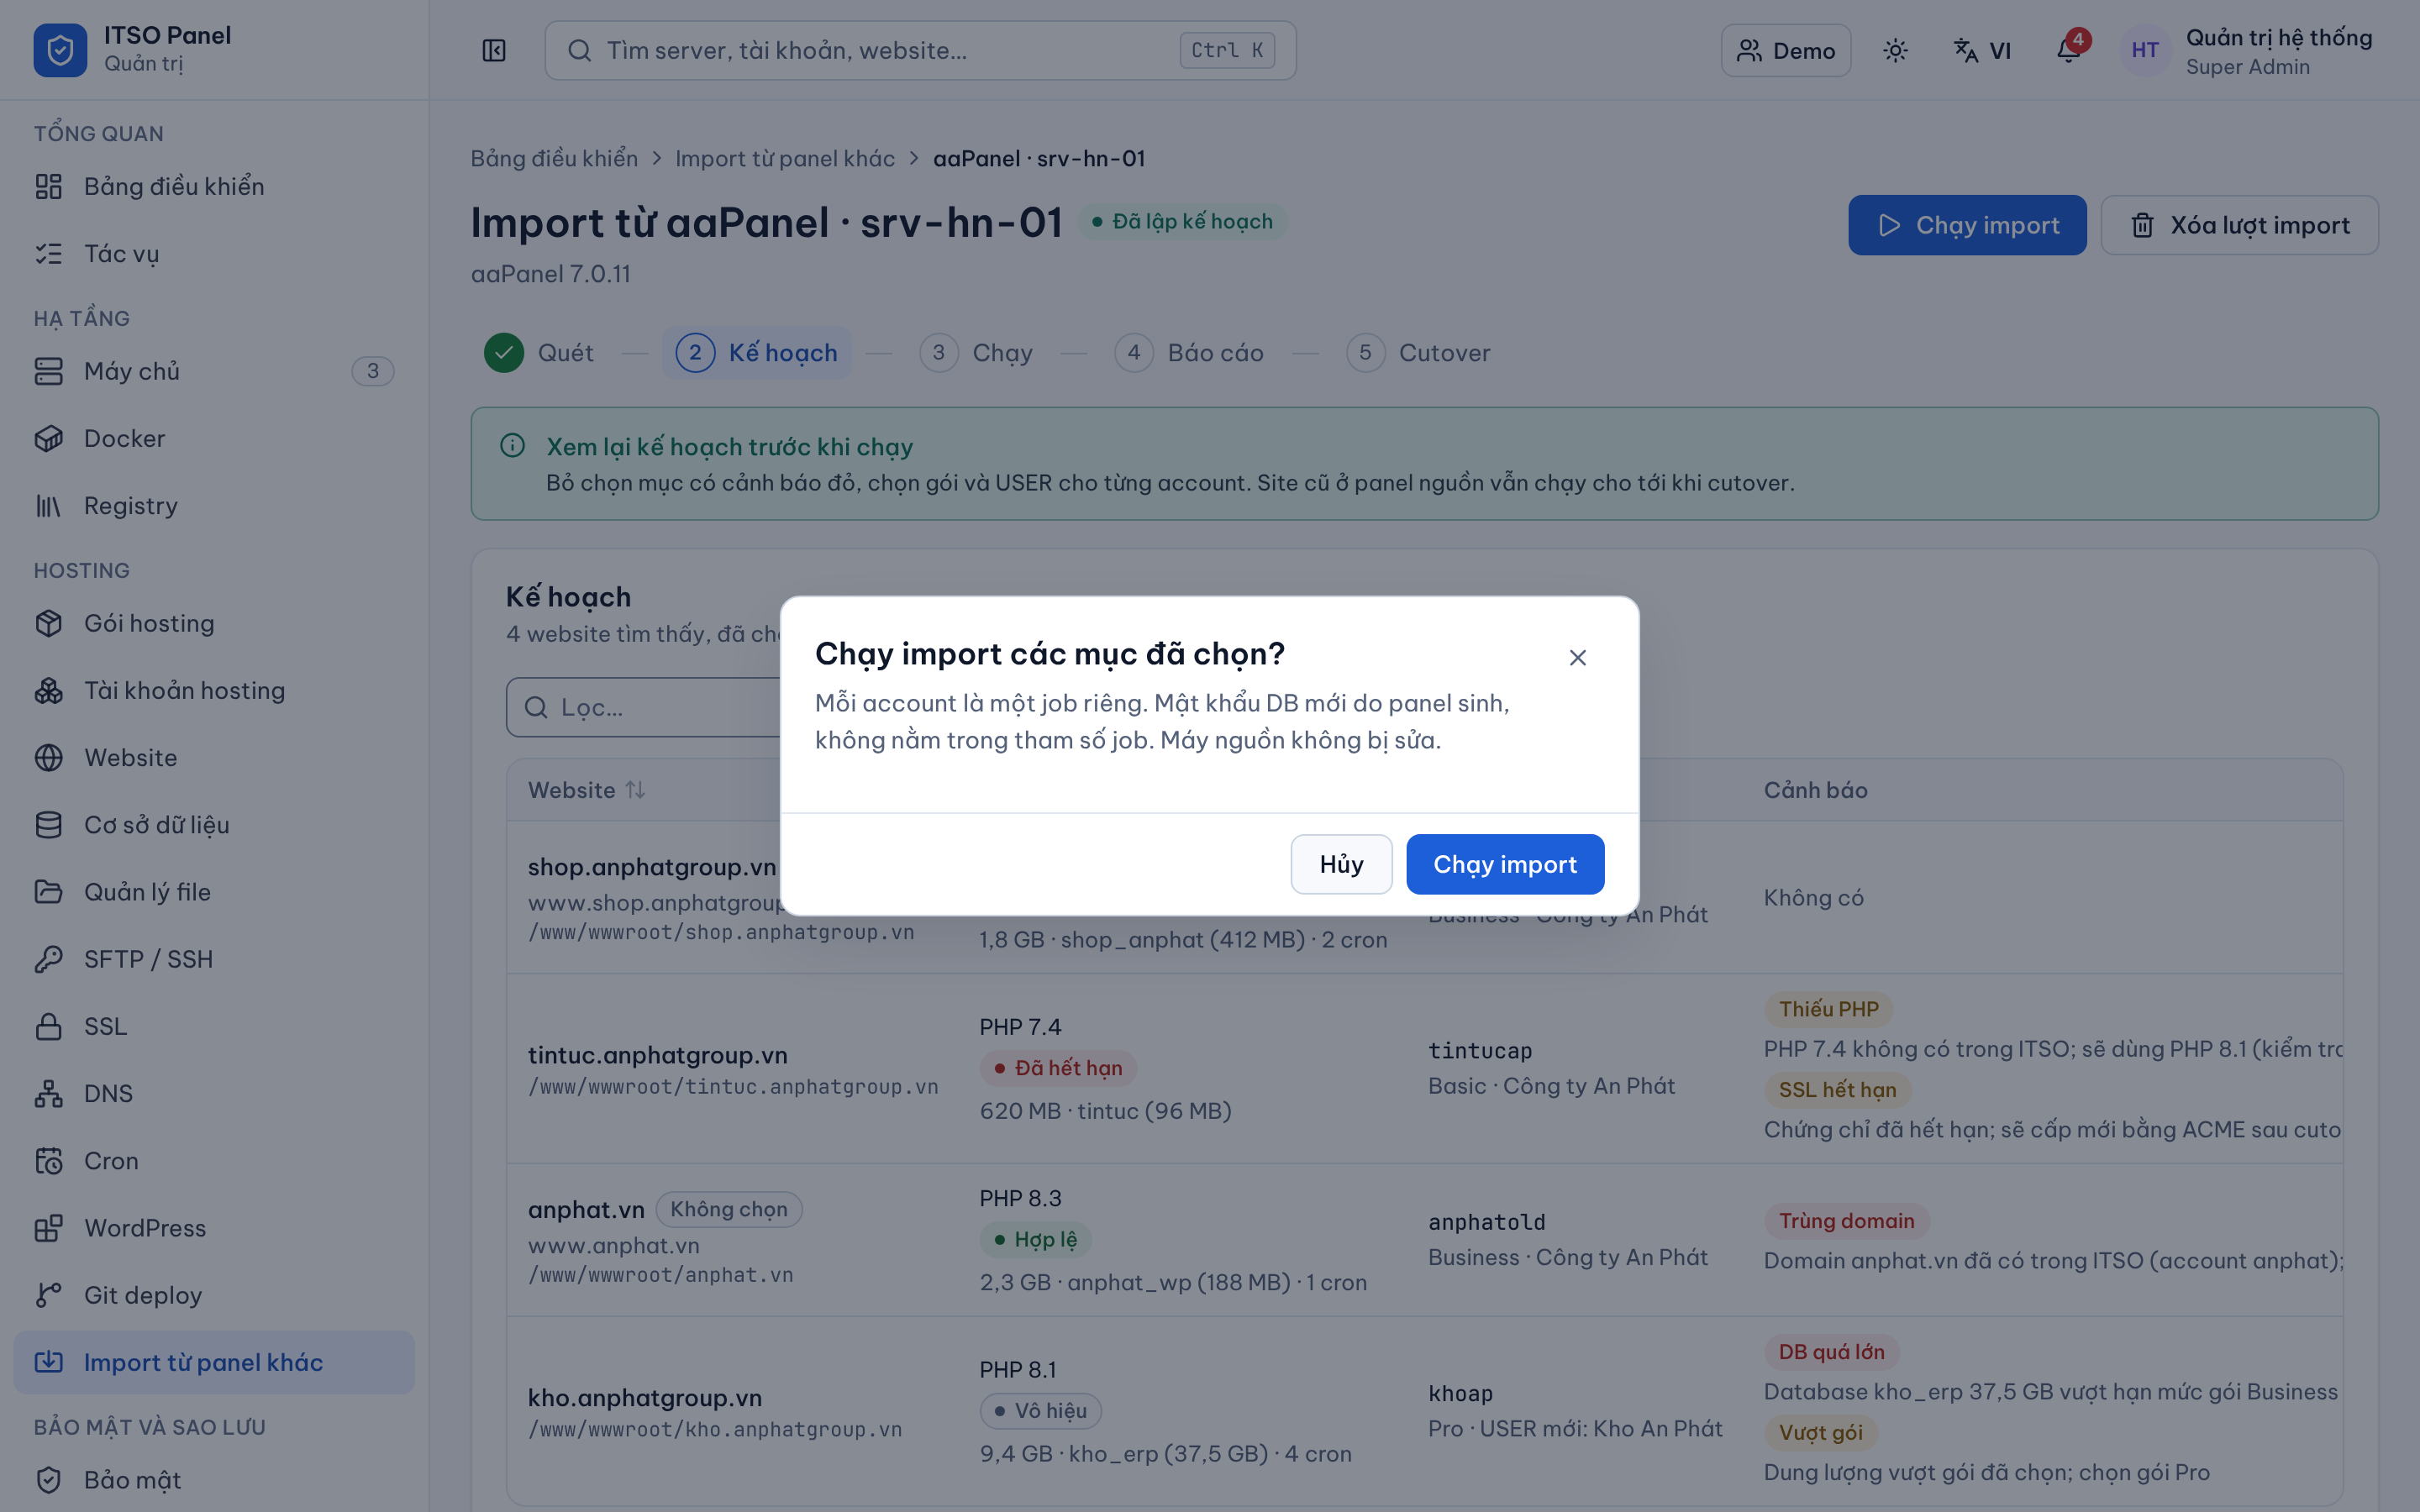 ITSO Panel
Quản trị
Tìm server, tài khoản, website...
Ctrl K
Demo
VI
4
HT
Quản trị hệ thống
Super Admin
TỔNG QUAN
Bảng điều khiển
Tác vụ
HẠ TẦNG
Máy chủ
3
Docker
Registry
HOSTING
Gói hosting
Tài khoản hosting
Website
Cơ sở dữ liệu
Quản lý file
SFTP / SSH
SSL
DNS
Cron
WordPress
Git deploy
Import từ panel khác
BẢO MẬT VÀ SAO LƯU
Bảo mật
Bảng điều khiển > Import từ panel khác > aaPanel · srv-hn-01
Import từ aaPanel · srv-hn-01
Đã lập kế hoạch
Chạy import
Xóa lượt import
aaPanel 7.0.11
Quét
2 Kế hoạch
3 Chạy
4 Báo cáo
5 Cutover
Xem lại kế hoạch trước khi chạy
Bỏ chọn mục có cảnh báo đỏ, chọn gói và USER cho từng account. Site cũ ở panel nguồn vẫn chạy cho tới khi cutover.
Kế hoạch
4 website tìm thấy, đã
Lọc...
Chạy import các mục đã chọn?
Mỗi account là một job riêng. Mật khẩu DB mới do panel sinh,
không nằm trong tham số job. Máy nguồn không bị sửa.
Hủy
Chạy import
Website
Cảnh báo
shop.anphatgroup.vn
www.shop.anphatgroup
/www/wwwroot/shop.anphatgroup.vn
1,8 GB · shop_anphat (412 MB) · 2 cron
Business · Công ty An Phát
Không có
tintuc.anphatgroup.vn
/www/wwwroot/tintuc.anphatgroup.vn
PHP 7.4
Đã hết hạn
620 MB · tintuc (96 MB)
tintucap
Basic · Công ty An Phát
Thiếu PHP
PHP 7.4 không có trong ITSO; sẽ dùng PHP 8.1 (kiểm
SSL hết hạn
Chứng chỉ đã hết hạn; sẽ cấp mới bằng ACME sau cuto
anphat.vn
Không chọn
www.anphat.vn
/www/wwwroot/anphat.vn
PHP 8.3
Hợp lệ
2,3 GB · anphat_wp (188 MB) · 1 cron
anphatold
Business · Công ty An Phát
Trùng domain
Domain anphat.vn đã có trong ITSO (account anphat);
kho.anphatgroup.vn
/www/wwwroot/kho.anphatgroup.vn
PHP 8.1
Vô hiệu
9,4 GB · kho_erp (37,5 GB) · 4 cron
khoap
Pro · USER mới: Kho An Phát
DB quá lớn
Database kho_erp 37,5 GB vượt hạn mức gói Business
Vượt gói
Dung lượng vượt gói đã chọn; chọn gói Pro